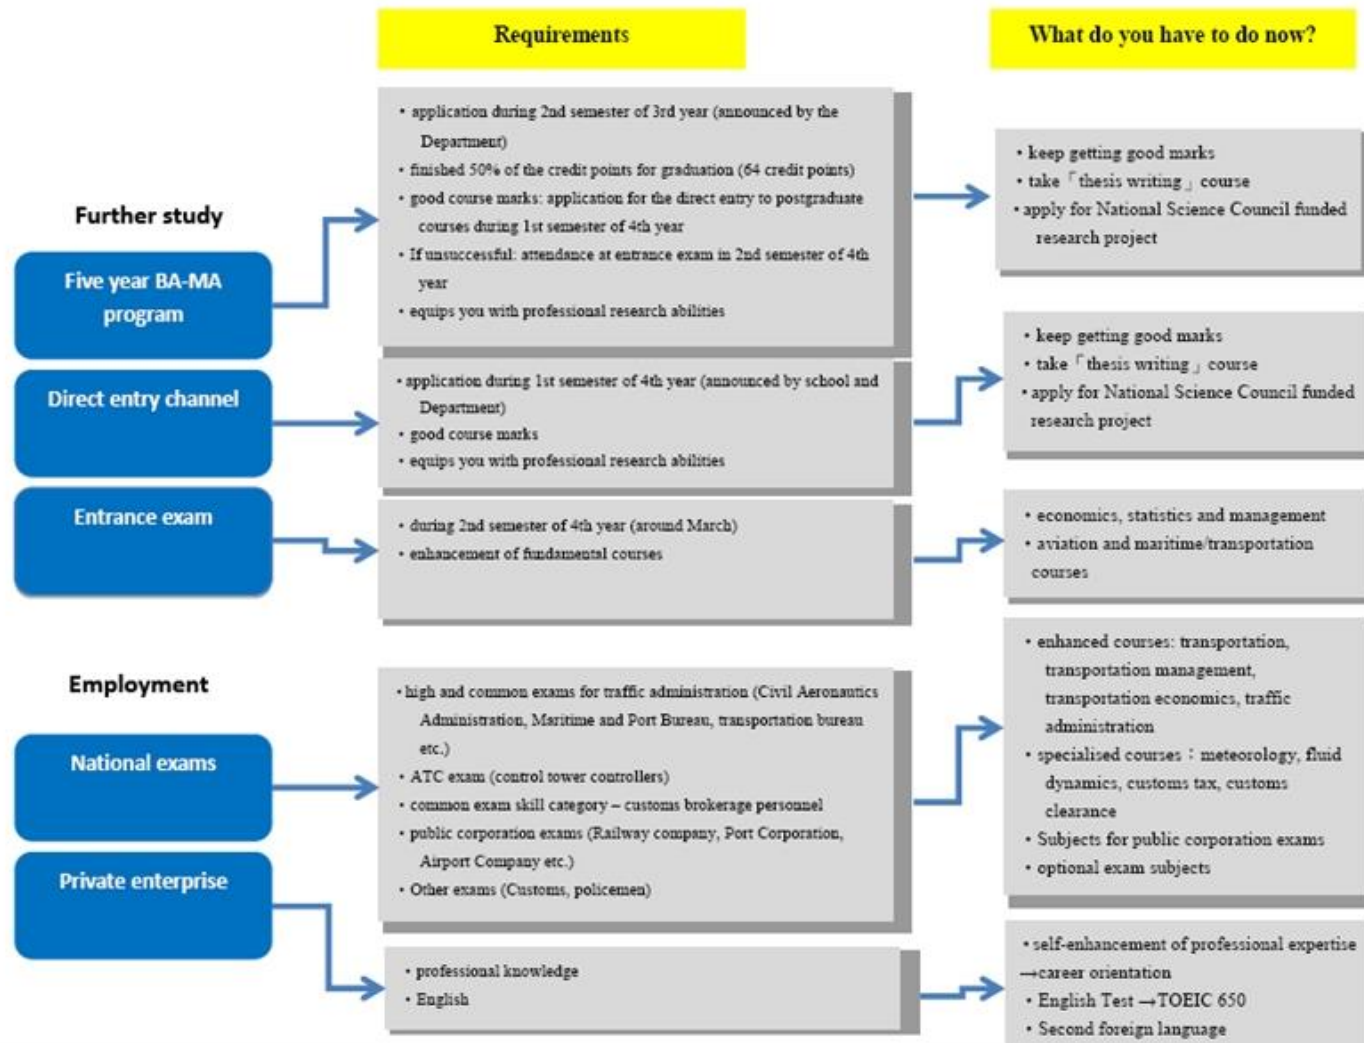 Requirements
What do you have to do now?
Further study
Five year BA-MA
program
• application during 2nd semester of 3rd year (announced by the
Department)
• finished 50% of the credit points for graduation (64 credit points)
• good course marks: application for the direct entry to postgraduate
courses during 1st semester of 4th year
• If unsuccessful: attendance at entrance exam in 2nd semester of 4th
year
• equips you with professional research abilities
• keep getting good marks
• take「thesis writing」course
• apply for National Science Council funded
research project
Direct entry channel
• application during 1st semester of 4th year (announced by school and
Department)
• good course marks
• equips you with professional research abilities
• keep getting good marks
• take「thesis writing」course
• apply for National Science Council funded
research project
Entrance exam
• during 2nd semester of 4th year (around March)
• enhancement of fundamental courses
• economics, statistics and management
• aviation and maritime/transportation
courses
Employment
National exams
• high and common exams for traffic administration (Civil Aeronautics
Administration, Maritime and Port Bureau, transportation bureau
etc.)
• ATC exam (control tower controllers)
• common exam skill category – customs brokerage personnel
• public corporation exams (Railway company, Port Corporation,
Airport Company etc.)
• Other exams (Customs, policemen)
• enhanced courses: transportation,
transportation management,
transportation economics, traffic
administration
• specialised courses：meteorology, fluid
dynamics, customs tax, customs
clearance
• Subjects for public corporation exams
• optional exam subjects
Private enterprise
• professional knowledge
• English
• self-enhancement of professional expertise
→career orientation
• English Test →TOEIC 650
• Second foreign language